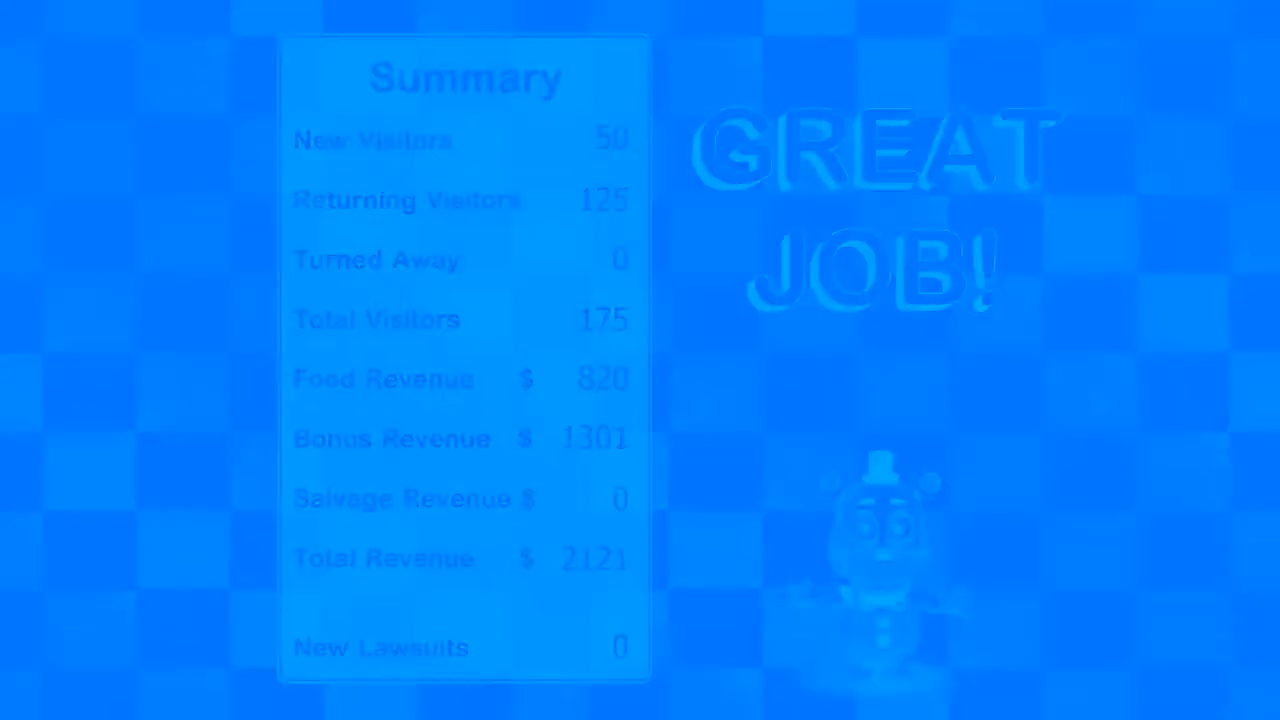 Summary
New Visitors 50
Returning Visitors 125
Turned Away 0
Total Visitors 175
Food Revenue $ 820
Bonus Revenue $ 1301
Salvage Revenue $ 0
Total Revenue $ 2121
New Lawsuits 0
GREAT
JOB!